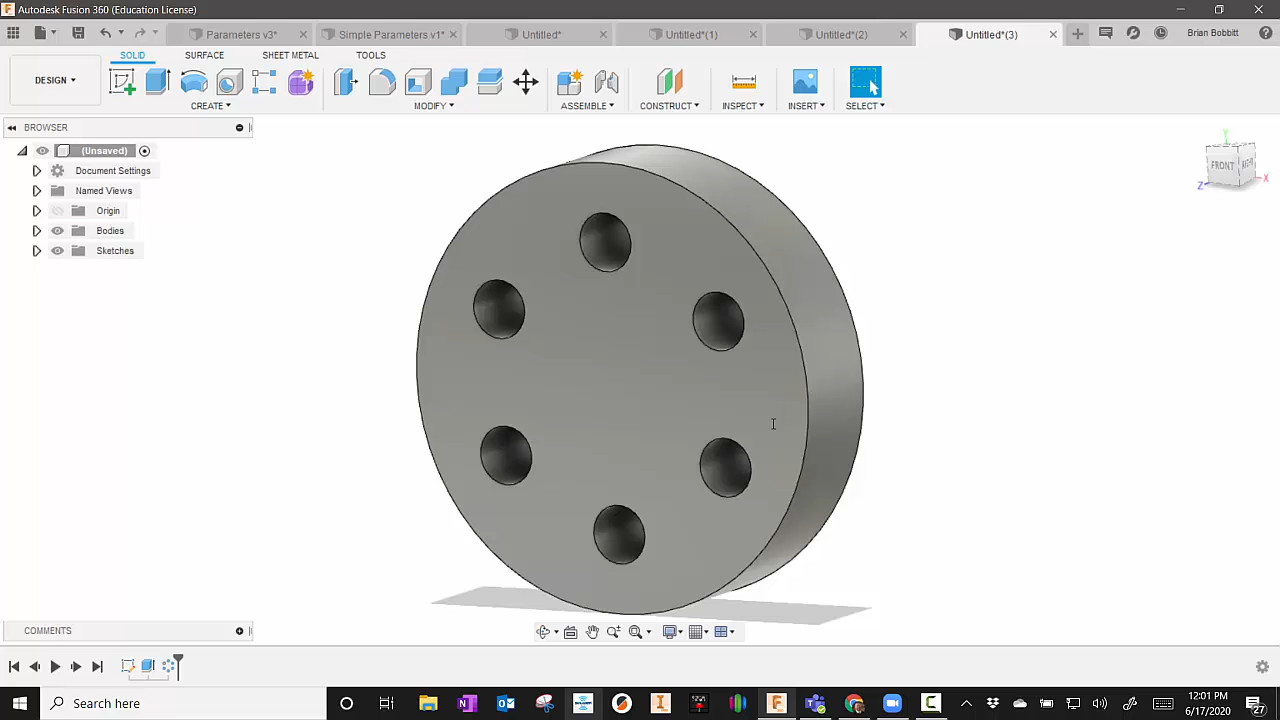 Autodesk Fusion 360 (Education License)
Parameters v3*
Simple Parameters v1*
Untitled*
Untitled*(1)
Untitled*(2)
Untitled*(3)
Brian Bobbitt
DESIGN
SOLID
SURFACE
SHEET METAL
TOOLS
CREATE
MODIFY
ASSEMBLE
CONSTRUCT
INSPECT
INSERT
SELECT
BROWSER
(Unsaved)
Document Settings
Named Views
Origin
Bodies
Sketches
Y
FRONT
RIGHT
Z
X
COMMENTS
Search here
12:01 PM
6/17/2020
27